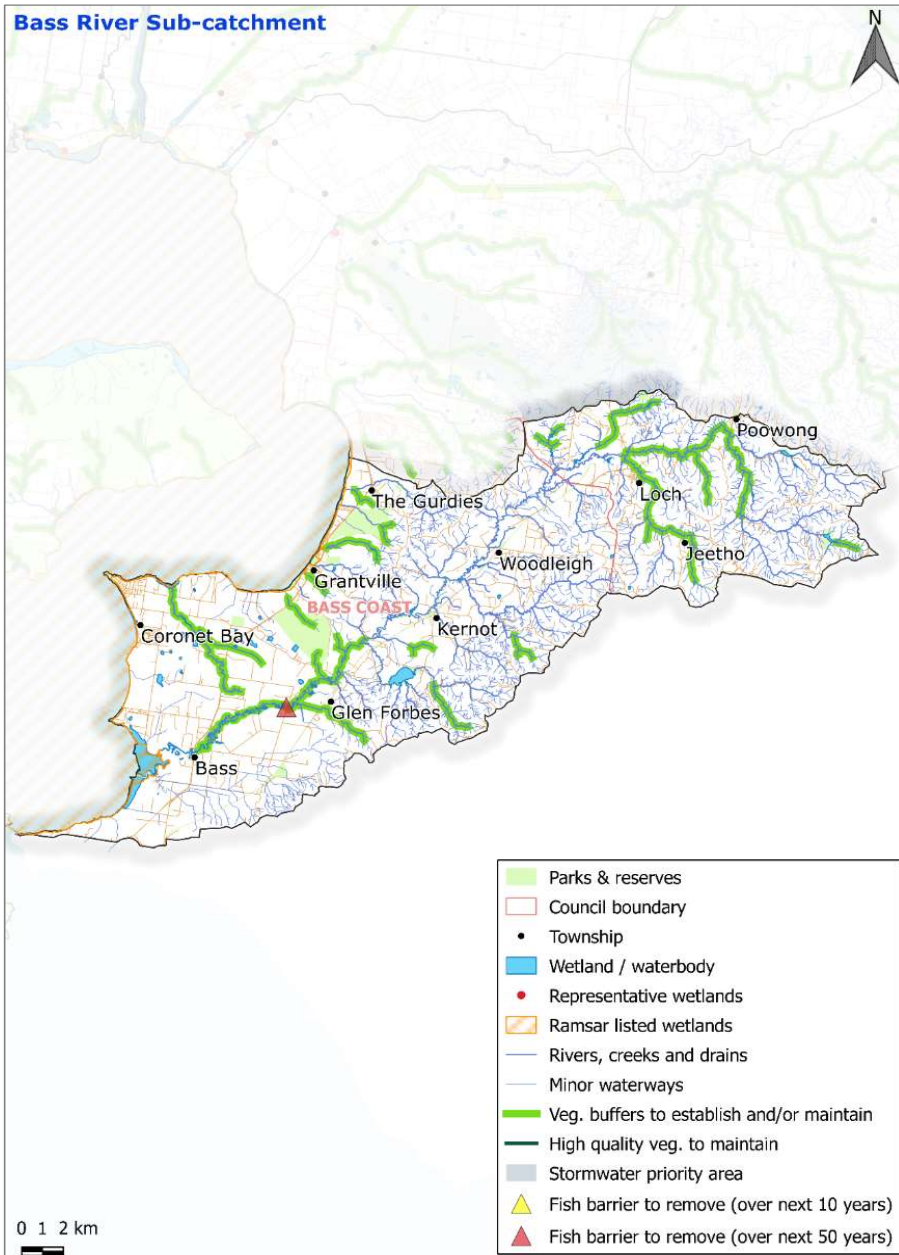 Bass River Sub-catchment
N
Poowong
The Gurdies
Loch
Woodleigh
Jeetho
Grantville
BASS COAST
Coronet Bay
Kernot
Glen Forbes
Bass
Parks & reserves
Council boundary
Township
Wetland / waterbody
Representative wetlands
Ramsar listed wetlands
Rivers, creeks and drains
Minor waterways
Veg. buffers to establish and/or maintain
High quality veg. to maintain
Stormwater priority area
Fish barrier to remove (over next 10 years)
Fish barrier to remove (over next 50 years)
0 1 2 km